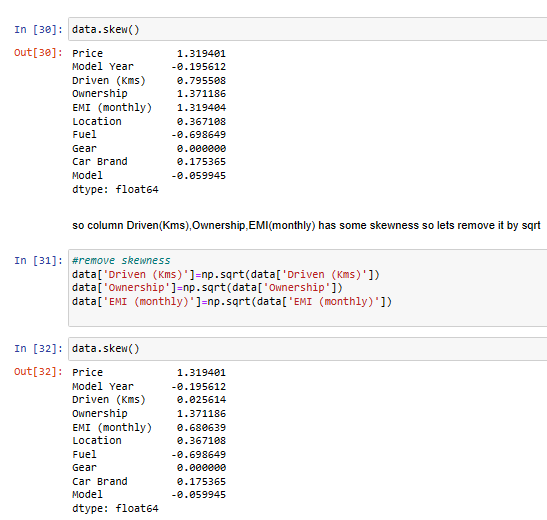 In [30]: data.skew()
Out[30]: Price 1.319401
Model Year -0.195612
Driven (Kms) 0.795508
Ownership 1.371186
EMI (monthly) 1.319404
Location 0.367108
Fuel -0.698649
Gear 0.000000
Car Brand 0.175365
Model -0.059945
dtype: float64
so column Driven(Kms),Ownership,EMI(monthly) has some skewness so lets remove it by sqrt
In [31]: #remove skewness
data['Driven (Kms)']=np.sqrt(data['Driven (Kms)'])
data['Ownership']=np.sqrt(data['Ownership'])
data['EMI (monthly)']=np.sqrt(data['EMI (monthly)'])
In [32]: data.skew()
Out[32]: Price 1.319401
Model Year -0.195612
Driven (Kms) 0.025614
Ownership 1.371186
EMI (monthly) 0.680639
Location 0.367108
Fuel -0.698649
Gear 0.000000
Car Brand 0.175365
Model -0.059945
dtype: float64